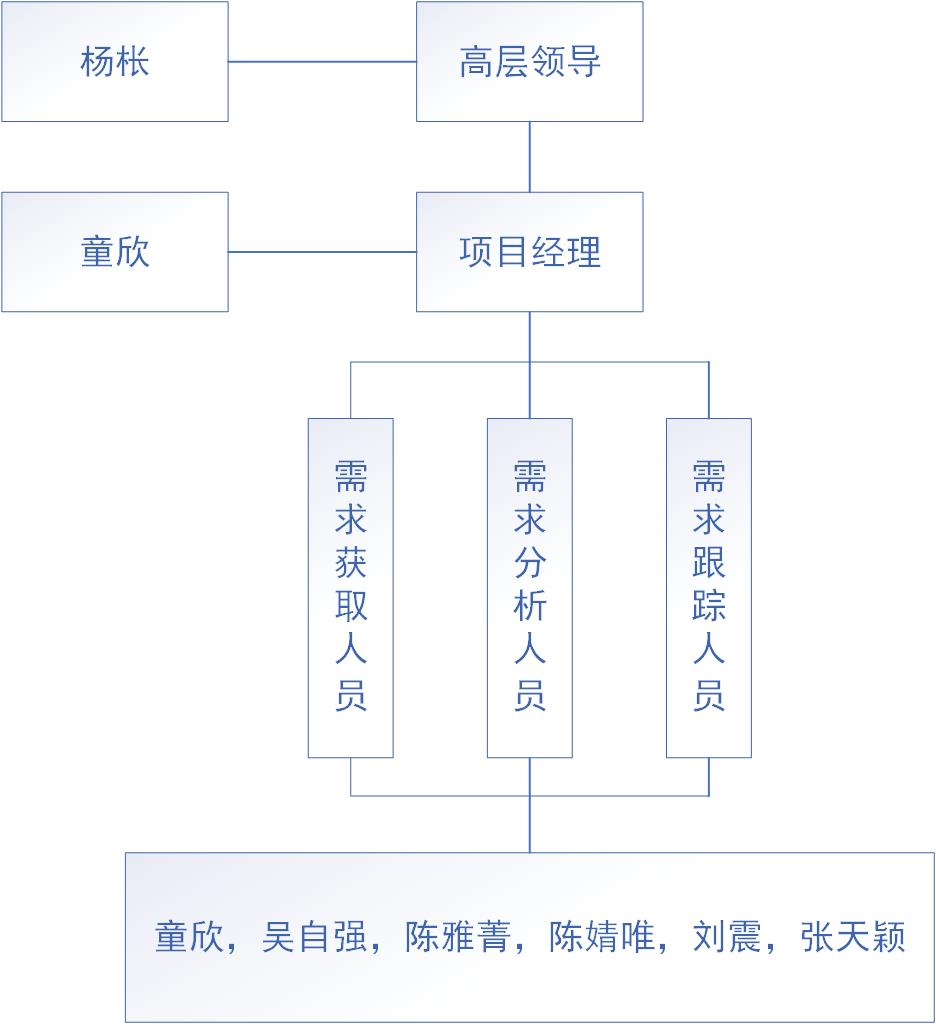 杨枨
高层领导
童欣
项目经理
需求获取人员
需求分析人员
需求跟踪人员
童欣，吴自强，陈雅菁，陈婧唯，刘震，张天颖